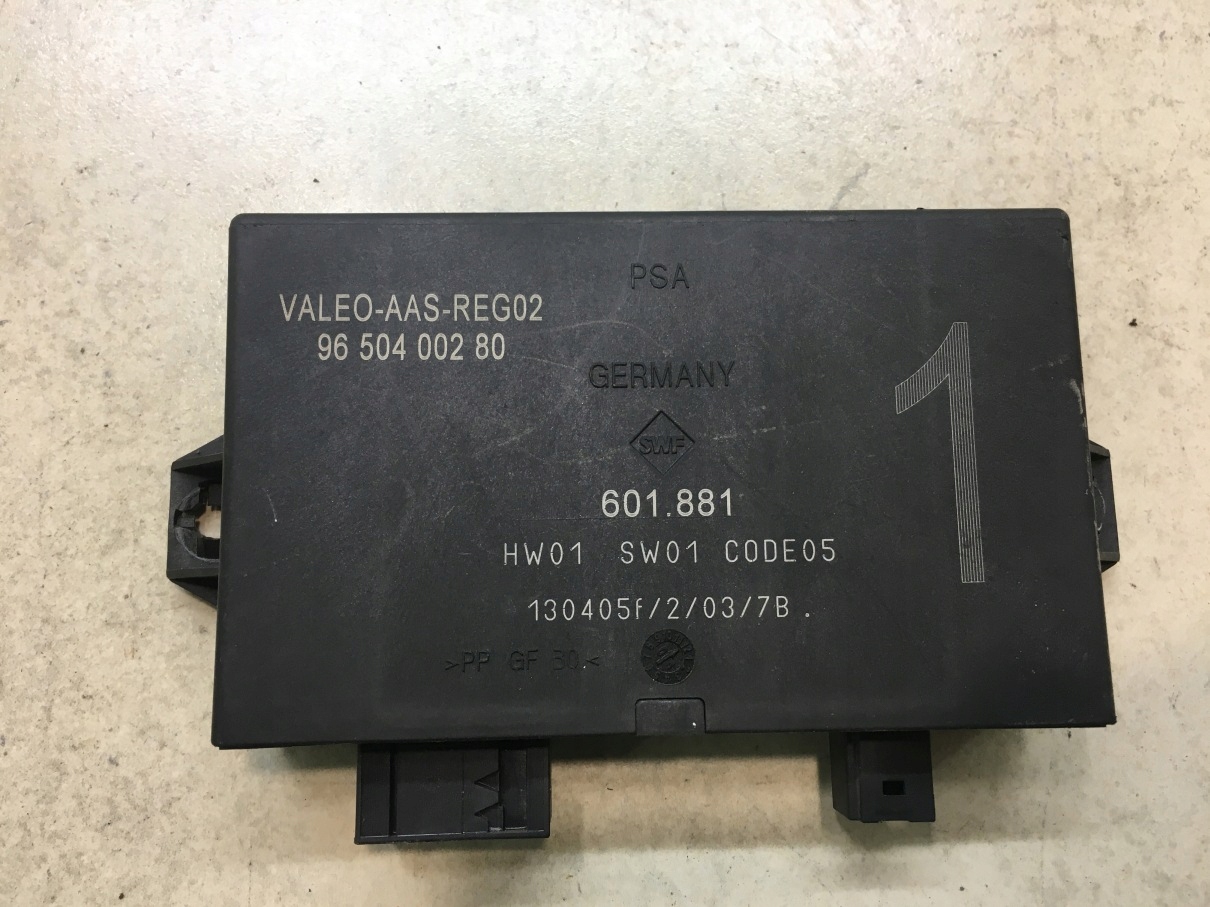 PSA
VALEO-AAS-REG02
96 504 002 80
GERMANY
1
SWF
601.881
HW01 SW01 CODE05
130405f/2/03/7B .
>PP GF 30.<